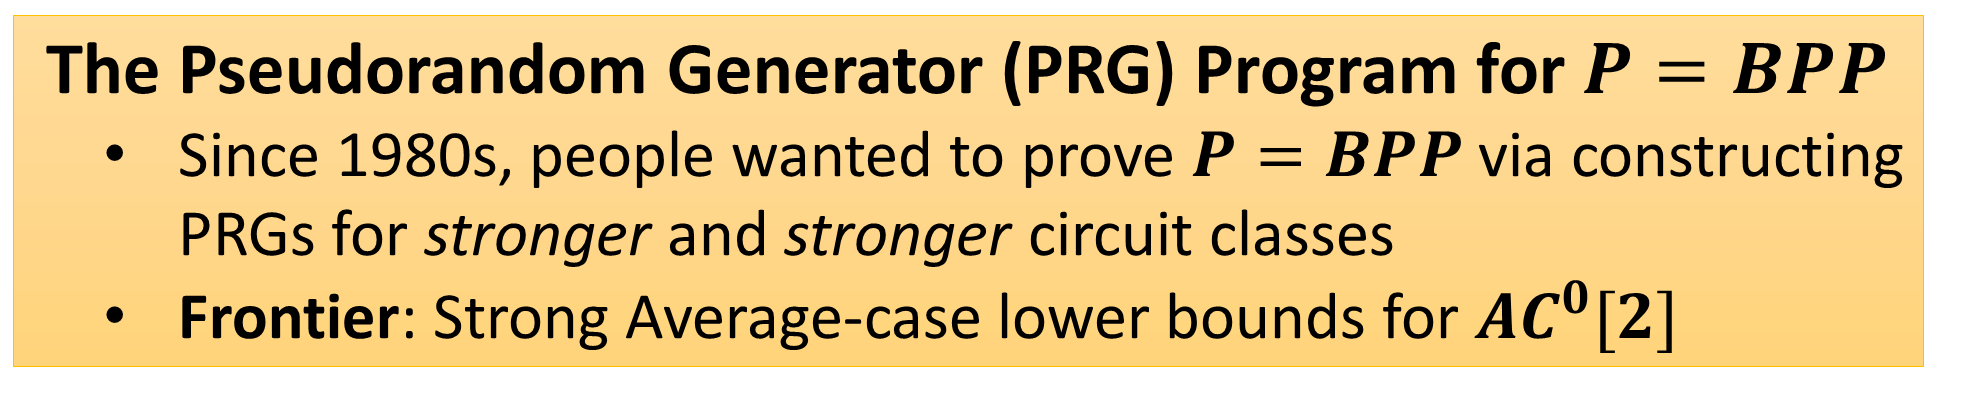 The Pseudorandom Generator (PRG) Program for P = BPP
• Since 1980s, people wanted to prove P = BPP via constructing
PRGs for stronger and stronger circuit classes
• Frontier: Strong Average-case lower bounds for AC⁰[2]